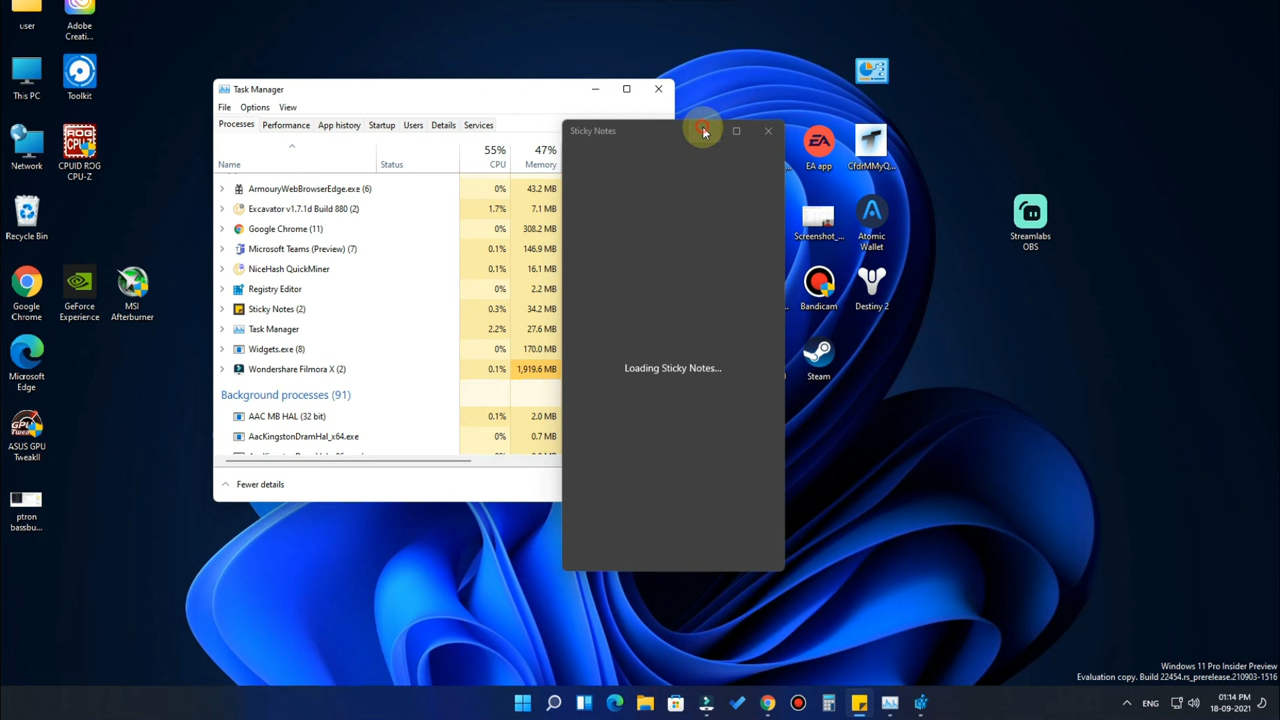 user
Adobe
Creati...
This PC
Toolkit
Network
CPUID ROG
CPU-Z
Recycle Bin
Google
Chrome
GeForce
Experience
MSI
Afterburner
Microsoft
Edge
ASUS GPU
TweakII
ptron
bassbu...
Task Manager
File Options View
Processes Performance App history Startup Users Details Services
55% 47%
Name Status CPU Memory
ArmouryWebBrowserEdge.exe (6) 0% 43.2 MB
Excavator v1.7.1d Build 880 (2) 1.7% 7.1 MB
Google Chrome (11) 0% 308.2 MB
Microsoft Teams (Preview) (7) 0.1% 146.9 MB
NiceHash QuickMiner 0.1% 16.1 MB
Registry Editor 0% 2.2 MB
Sticky Notes (2) 0.3% 34.2 MB
Task Manager 2.2% 27.6 MB
Widgets.exe (8) 0% 170.0 MB
Wondershare Filmora X (2) 0.1% 1,919.6 MB
Background processes (91)
AAC MB HAL (32 bit) 0.1% 2.0 MB
AacKingstonDramHal_x64.exe 0% 0.7 MB
Fewer details
Sticky Notes
Loading Sticky Notes...
EA
EA app
CfdrMMyQ...
Screenshot_...
Atomic
Wallet
Bandicam
Destiny 2
Steam
Streamlabs
OBS
Windows 11 Pro Insider Preview
Evaluation copy. Build 22454.rs_prerelease.210903-1516
ENG
01:14 PM
18-09-2021